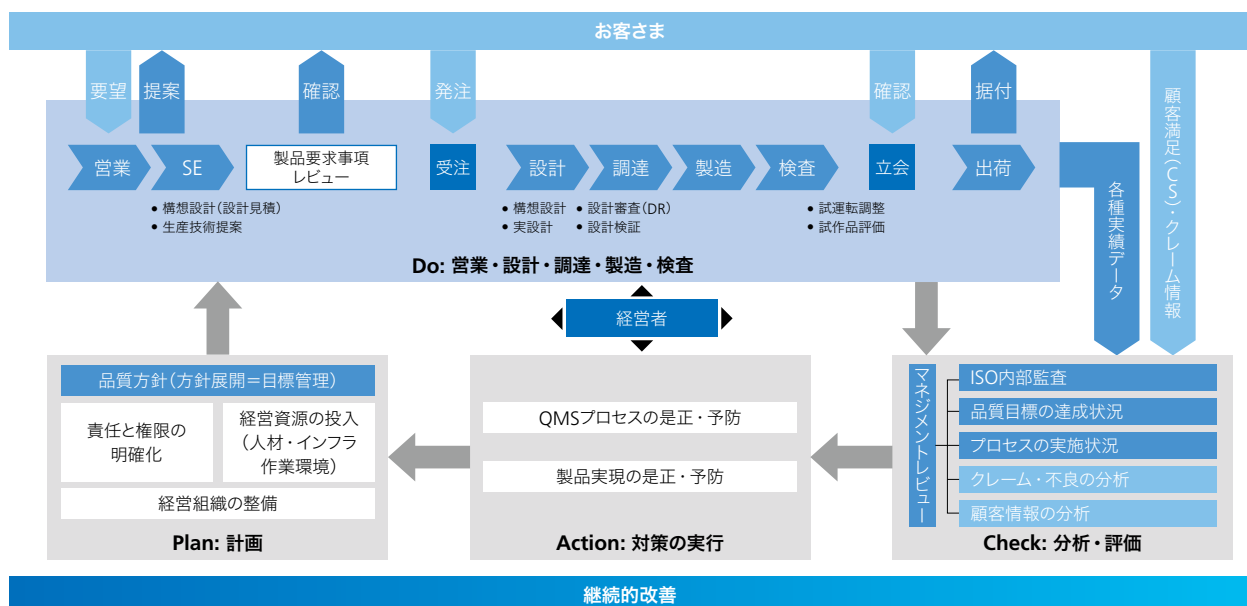 お客さま
要望
提案
確認
発注
確認
据付
顧客満足(CS)・クレーム情報
各種実績データ
営業
SE
製品要求事項
レビュー
受注
設計
調達
製造
検査
立会
出荷
• 構想設計(設計見積)
• 生産技術提案
• 構想設計
• 実設計
• 設計審査(DR)
• 設計検証
• 試運転調整
• 試作品評価
Do: 営業・設計・調達・製造・検査
経営者
品質方針(方針展開=目標管理)
責任と権限の
明確化
経営資源の投入
(人材・インフラ
作業環境)
経営組織の整備
Plan: 計画
QMSプロセスの是正・予防
製品実現の是正・予防
Action: 対策の実行
マネジメントレビュー
ISO内部監査
品質目標の達成状況
プロセスの実施状況
クレーム・不良の分析
顧客情報の分析
Check: 分析・評価
継続的改善